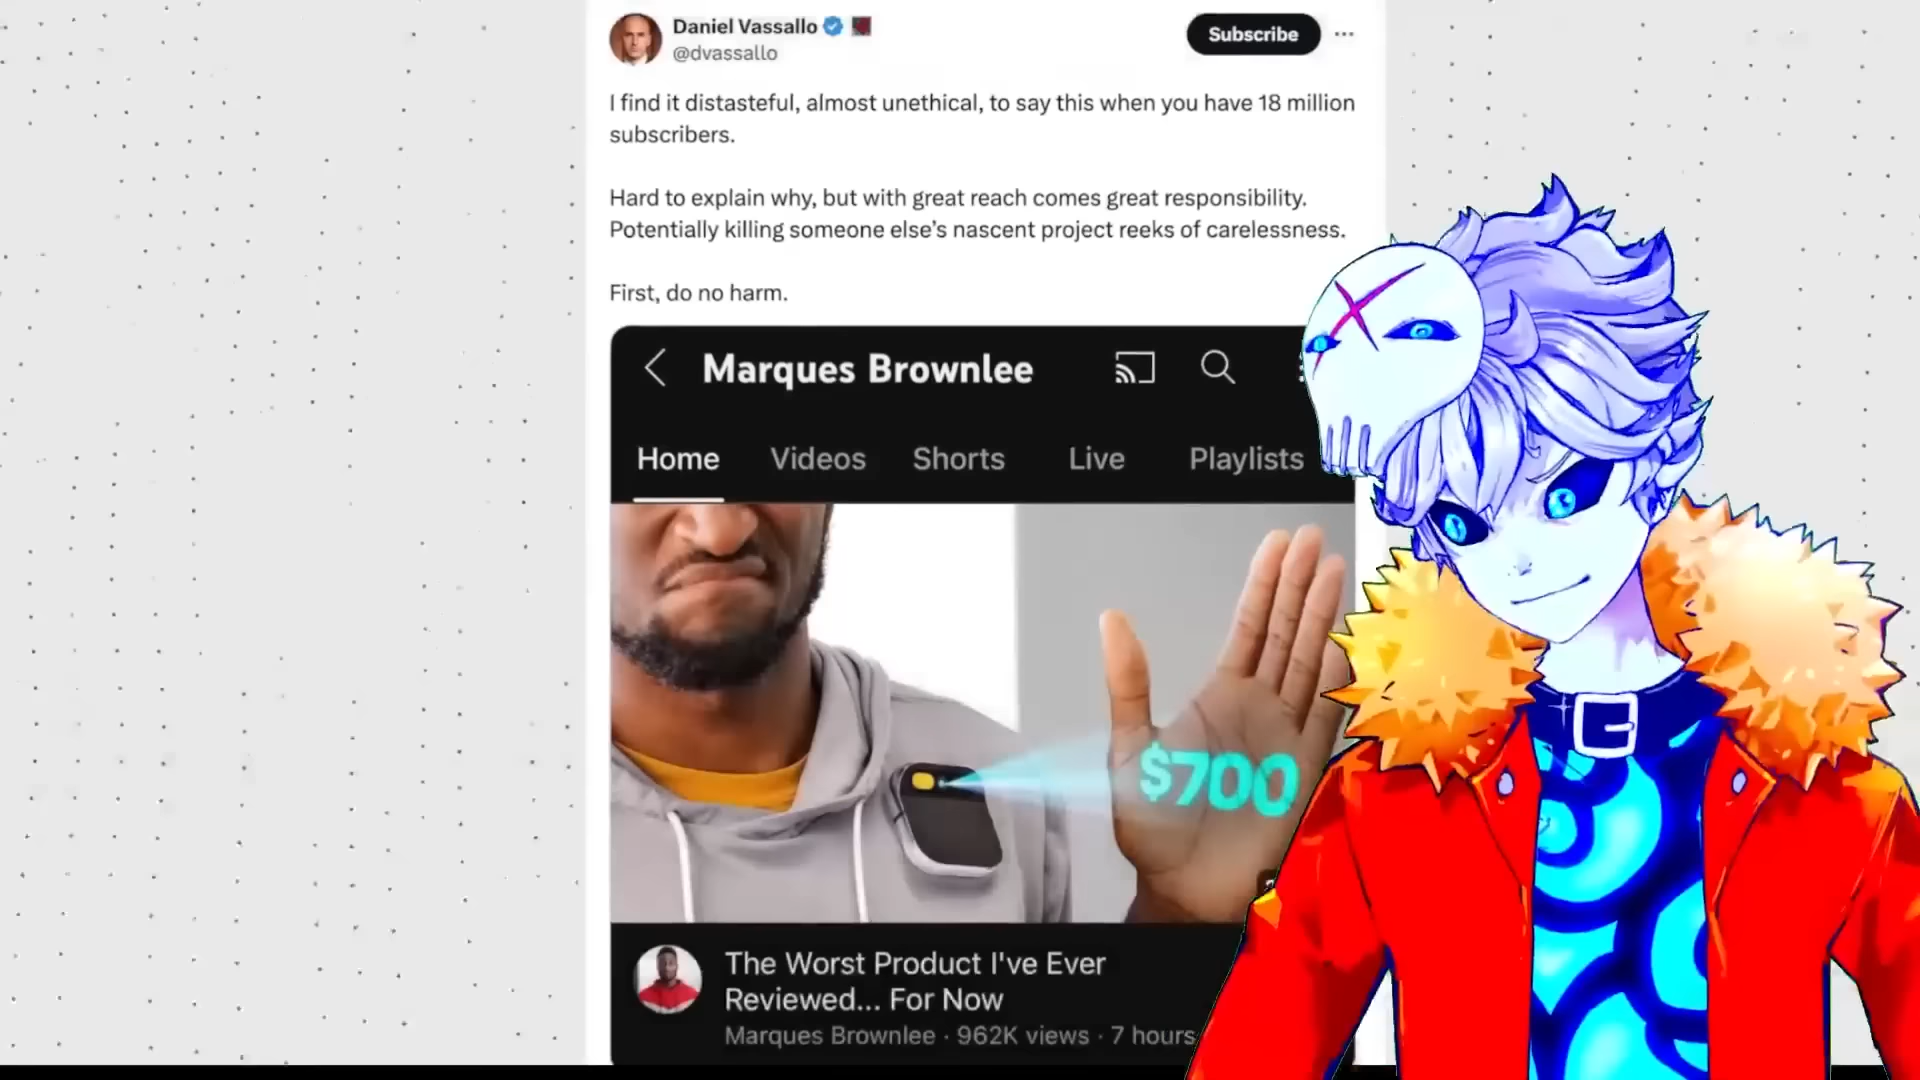 Daniel Vassallo
@dvassallo
Subscribe
I find it distasteful, almost unethical, to say this when you have 18 million
subscribers.
Hard to explain why, but with great reach comes great responsibility.
Potentially killing someone else’s nascent project reeks of carelessness.
First, do no harm.
Marques Brownlee
Home Videos Shorts Live Playlists
$700
The Worst Product I've Ever
Reviewed... For Now
Marques Brownlee · 962K views · 7 hours